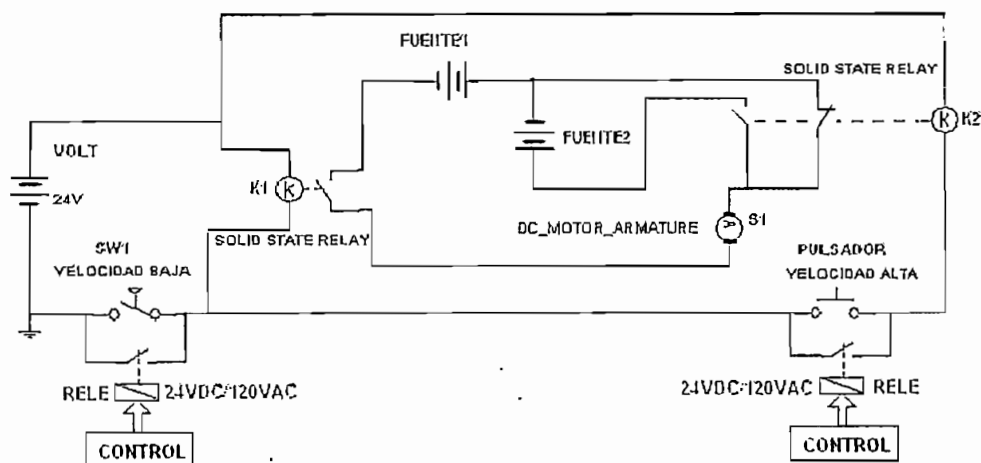 FUENTE1
SOLID STATE RELAY
K K2
VOLT
FUENTE2
24V
K1 K
DC_MOTOR_ARMATURE A S1
SOLID STATE RELAY
SW1
VELOCIDAD BAJA
PULSADOR
VELOCIDAD ALTA
RELE 24VDC/120VAC
24VDC/120VAC RELE
CONTROL
CONTROL